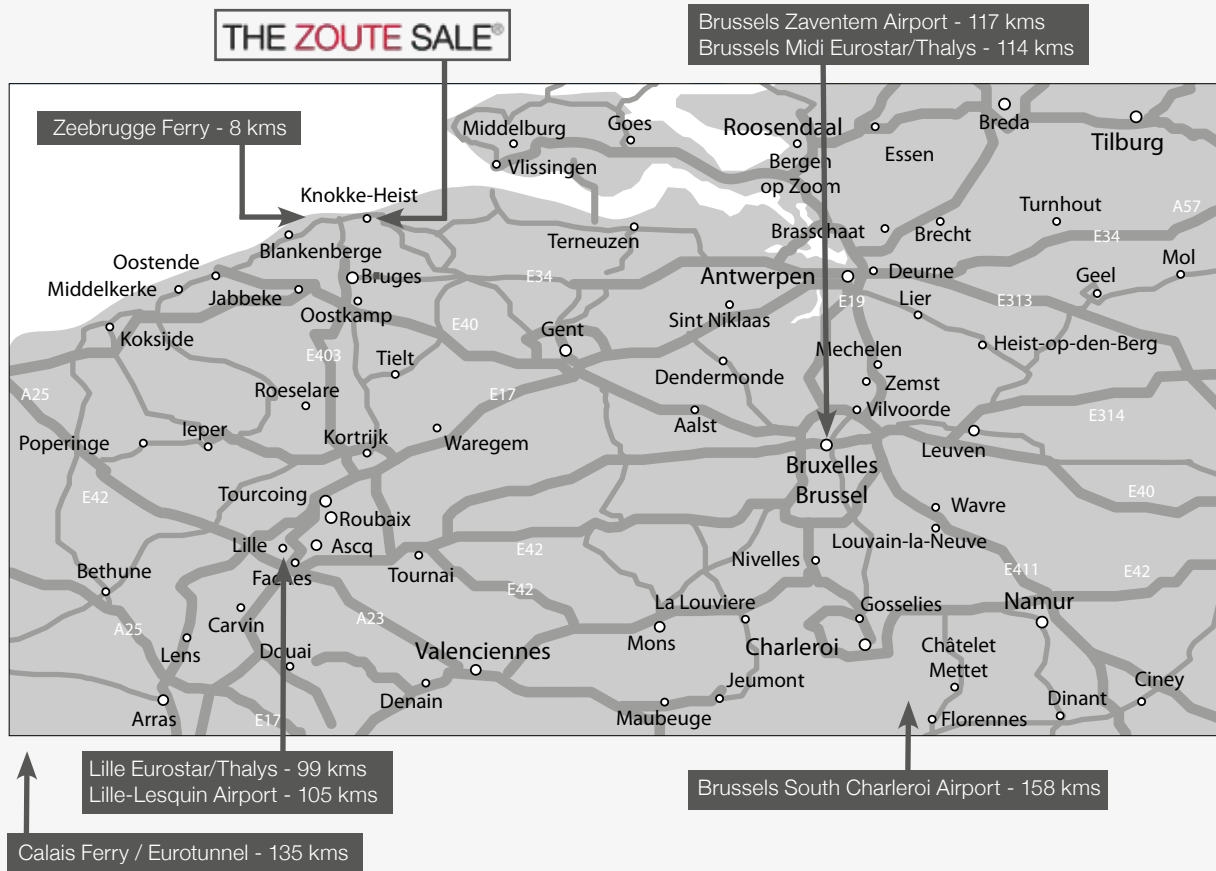 THE ZOUTE SALE®
Brussels Zaventem Airport - 117 kms
Brussels Midi Eurostar/Thalys - 114 kms
Zeebrugge Ferry - 8 kms
Middelburg
Goes
Roosendaal
Breda
Tilburg
Essen
Vlissingen
Bergen
op Zoom
Knokke-Heist
Turnhout
A57
Terneuzen
Brasschaat
Brecht
E34
Blankenberge
Oostende
Bruges
E34
Antwerpen
Deurne
Mol
Geel
Middelkerke
Jabbeke
Oostkamp
E19
Lier
E313
Sint Niklaas
Koksijde
E40
Gent
E403
Tielt
Mechelen
Heist-op-den-Berg
Dendermonde
Zemst
A25
Roeselare
E17
Vilvoorde
E314
Aalst
Poperinge
Ieper
Kortrijk
Waregem
Leuven
Bruxelles
Brussel
E42
Tourcoing
E40
Roubaix
Wavre
Lille
Ascq
E42
Louvain-la-Neuve
Nivelles
Bethune
Faches
Tournai
E411
E42
E42
La Louviere
Gosselies
Namur
Carvin
A23
A25
Mons
Charleroi
Châtelet
Lens
Douai
Valenciennes
Mettet
Jeumont
Ciney
Denain
Dinant
Arras
E17
Maubeuge
Florennes
Lille Eurostar/Thalys - 99 kms
Lille-Lesquin Airport - 105 kms
Brussels South Charleroi Airport - 158 kms
Calais Ferry / Eurotunnel - 135 kms